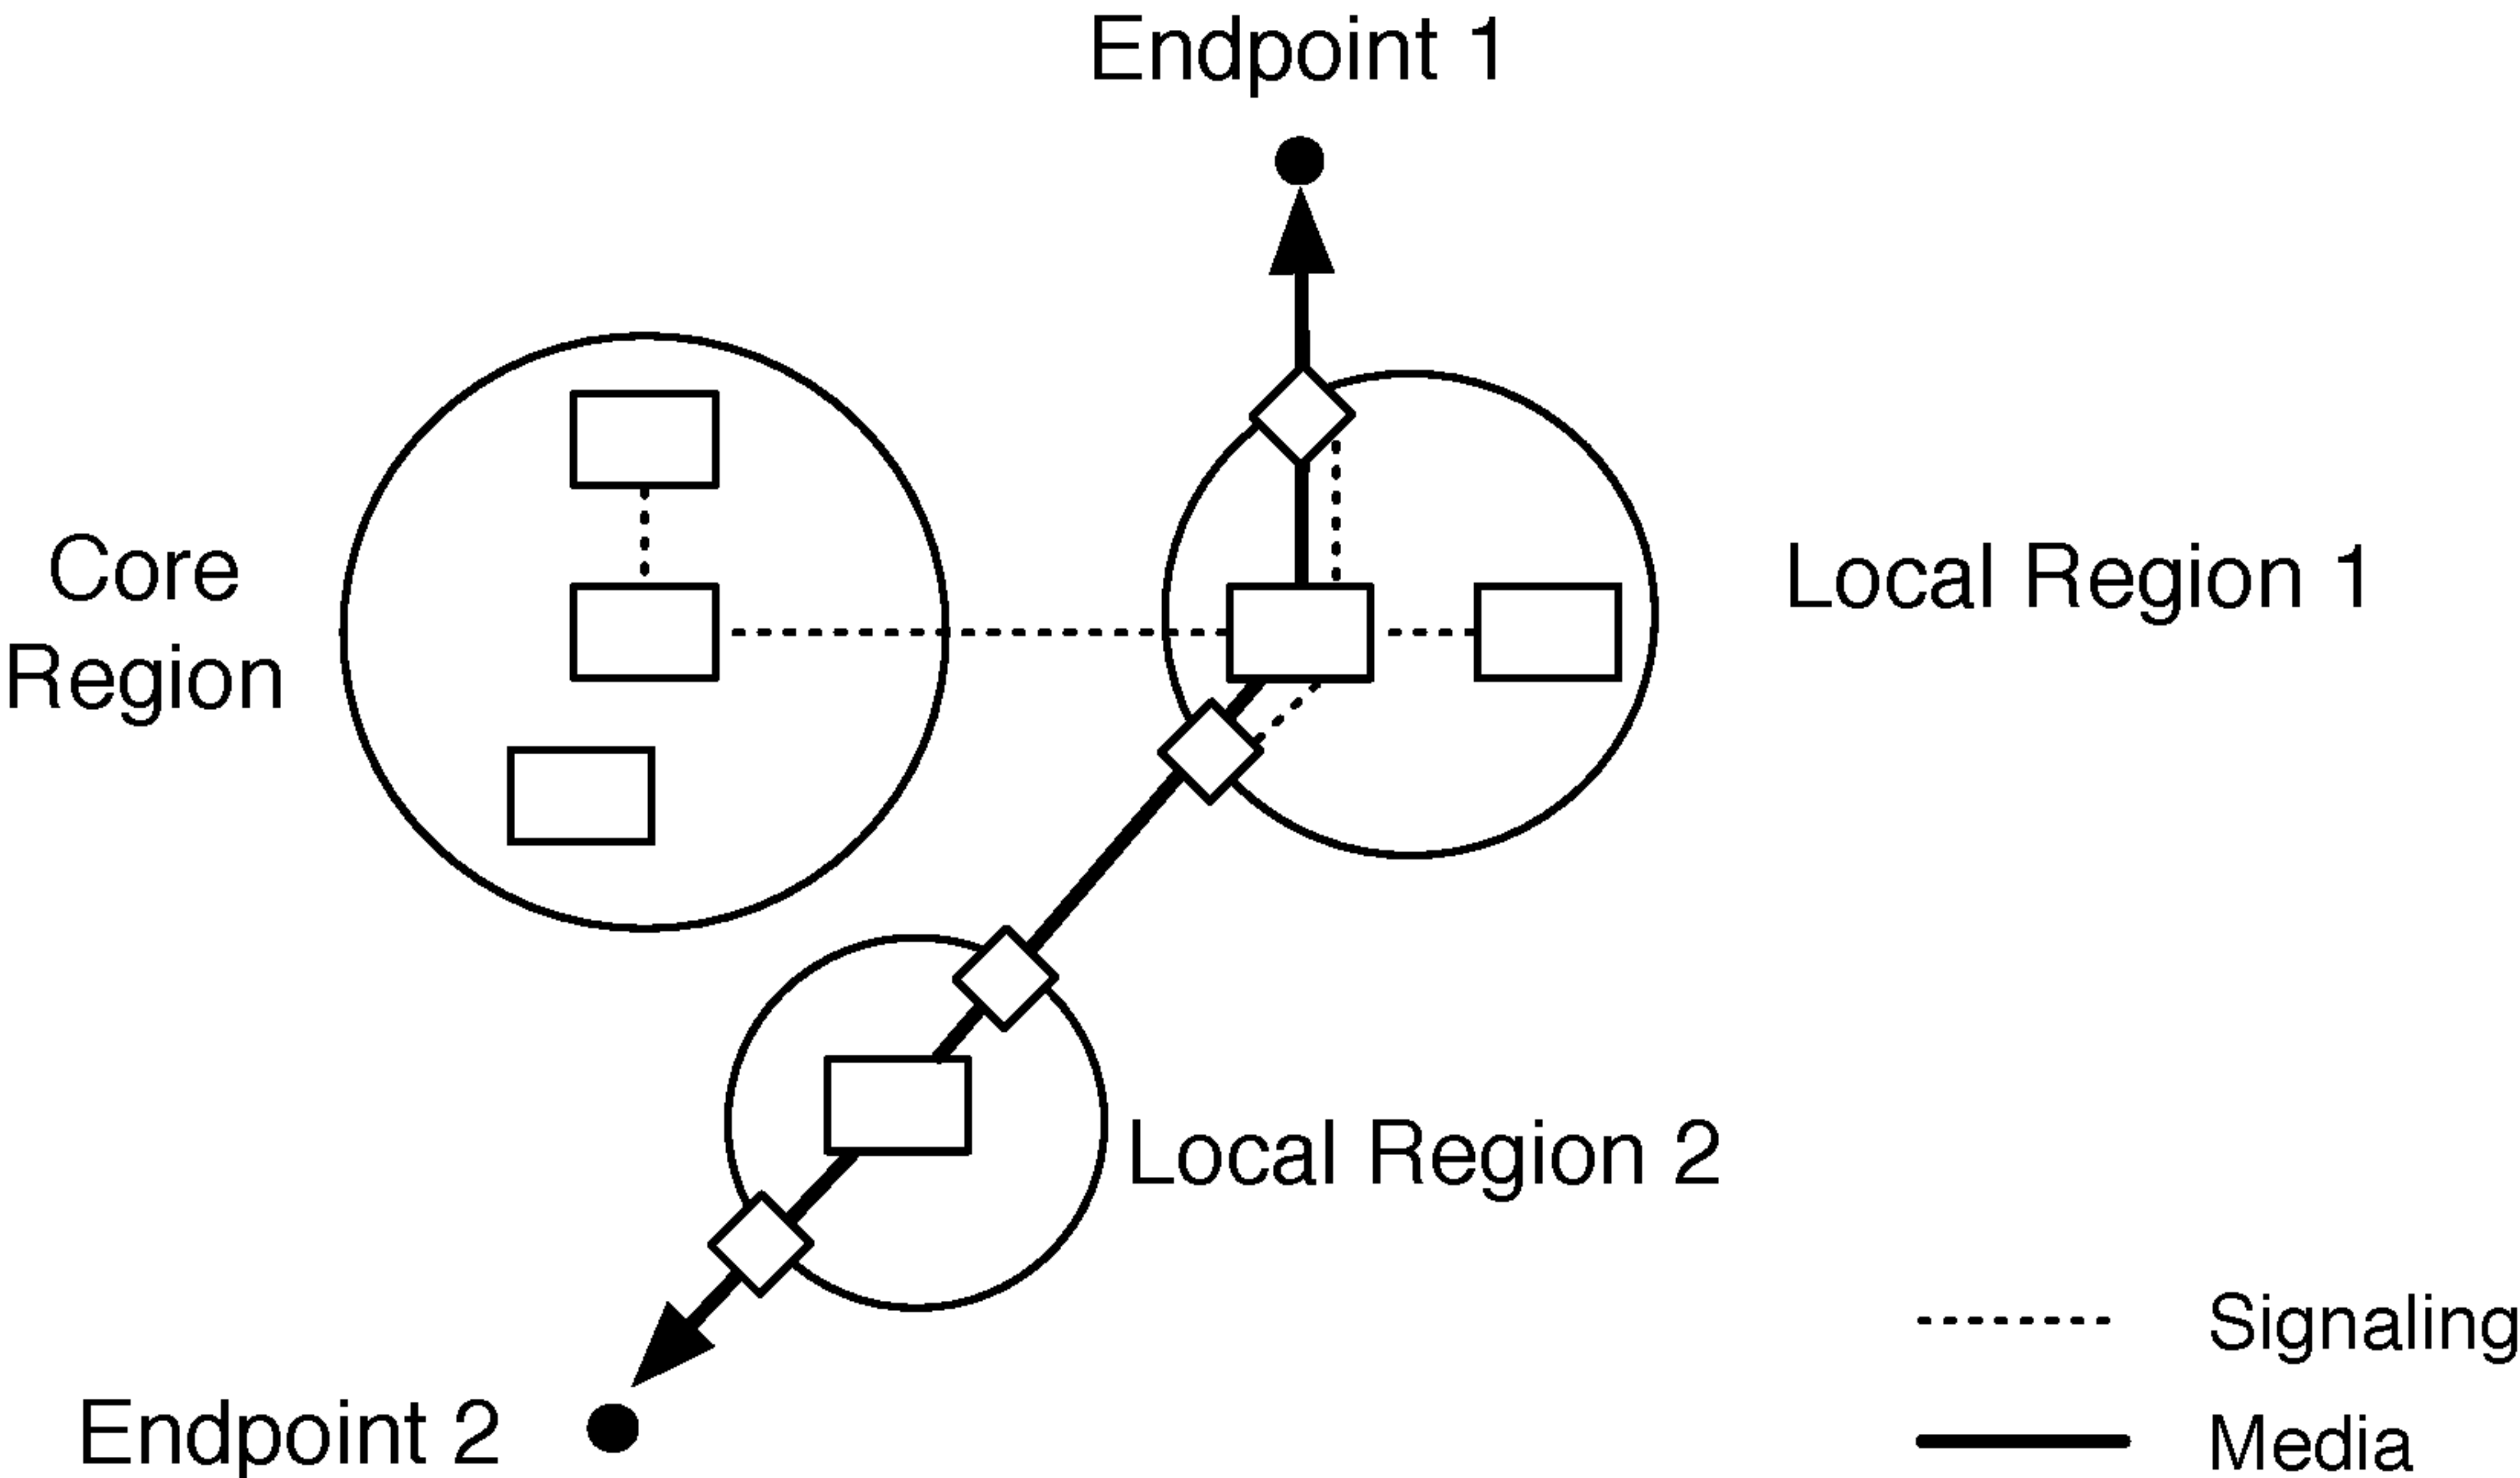 Endpoint 1
Core
Region
Local Region 1
Local Region 2
Signaling
Endpoint 2
Media